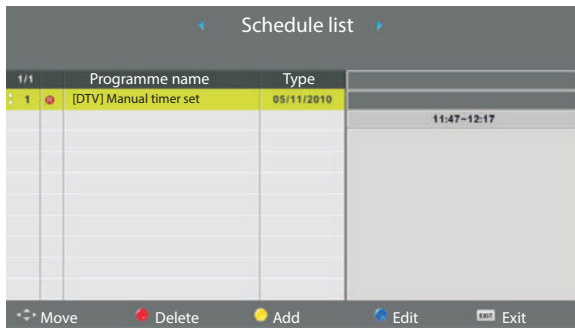 Schedule list
1/1 Programme name Type
1 [DTV] Manual timer set 05/11/2010
11:47~12:17
Move Delete Add Edit EXIT Exit